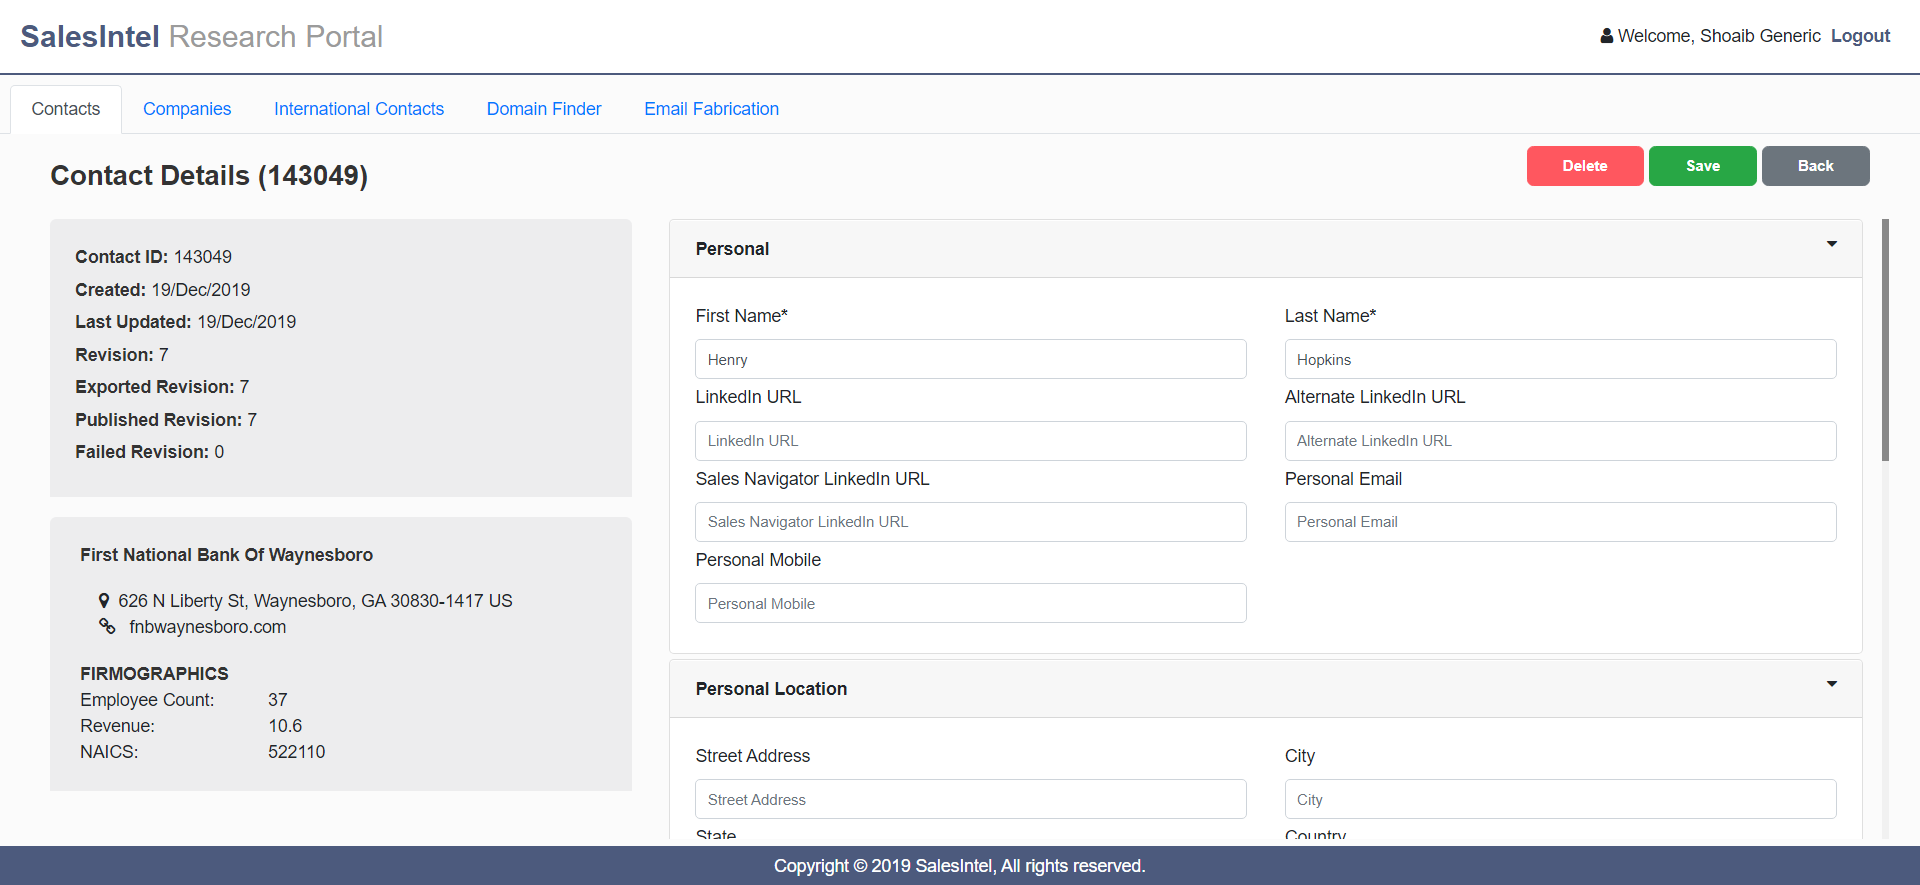 SalesIntel Research Portal
Welcome, Shoaib Generic Logout
Contacts Companies International Contacts Domain Finder Email Fabrication
Contact Details (143049)
Delete Save Back
Contact ID: 143049
Created: 19/Dec/2019
Last Updated: 19/Dec/2019
Revision: 7
Exported Revision: 7
Published Revision: 7
Failed Revision: 0
First National Bank Of Waynesboro
626 N Liberty St, Waynesboro, GA 30830-1417 US
fnbwaynesboro.com
FIRMOGRAPHICS
Employee Count: 37
Revenue: 10.6
NAICS: 522110
Personal
First Name* Last Name*
Henry Hopkins
LinkedIn URL Alternate LinkedIn URL
LinkedIn URL Alternate LinkedIn URL
Sales Navigator LinkedIn URL Personal Email
Sales Navigator LinkedIn URL Personal Email
Personal Mobile
Personal Mobile
Personal Location
Street Address City
Street Address City
State Country
Copyright © 2019 SalesIntel, All rights reserved.